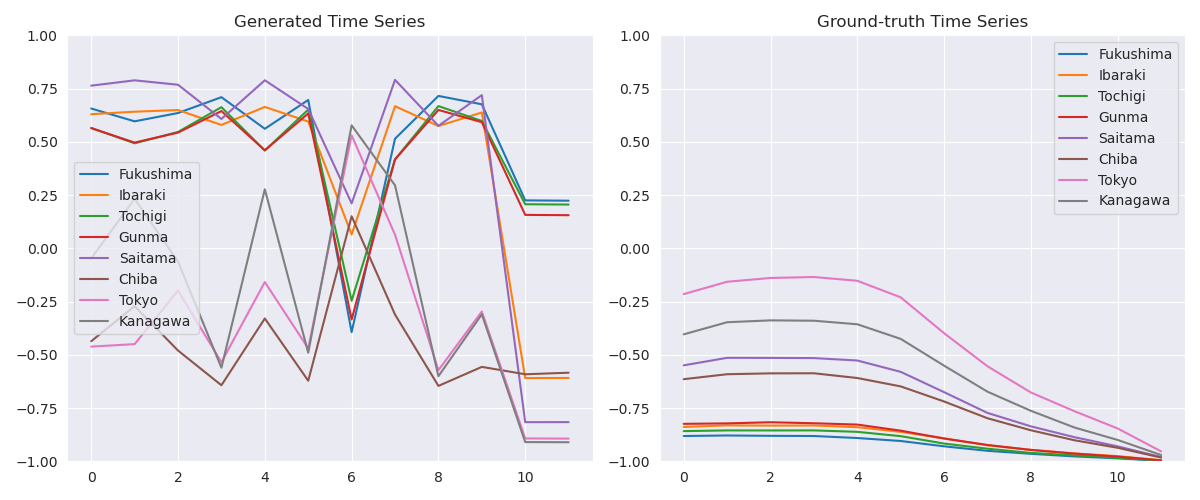 Generated Time Series
1.00
0.75
0.50
0.25
0.00
−0.25
−0.50
−0.75
−1.00
0 2 4 6 8 10
Fukushima
Ibaraki
Tochigi
Gunma
Saitama
Chiba
Tokyo
Kanagawa
Ground-truth Time Series
1.00
0.75
0.50
0.25
0.00
−0.25
−0.50
−0.75
−1.00
0 2 4 6 8 10
Fukushima
Ibaraki
Tochigi
Gunma
Saitama
Chiba
Tokyo
Kanagawa